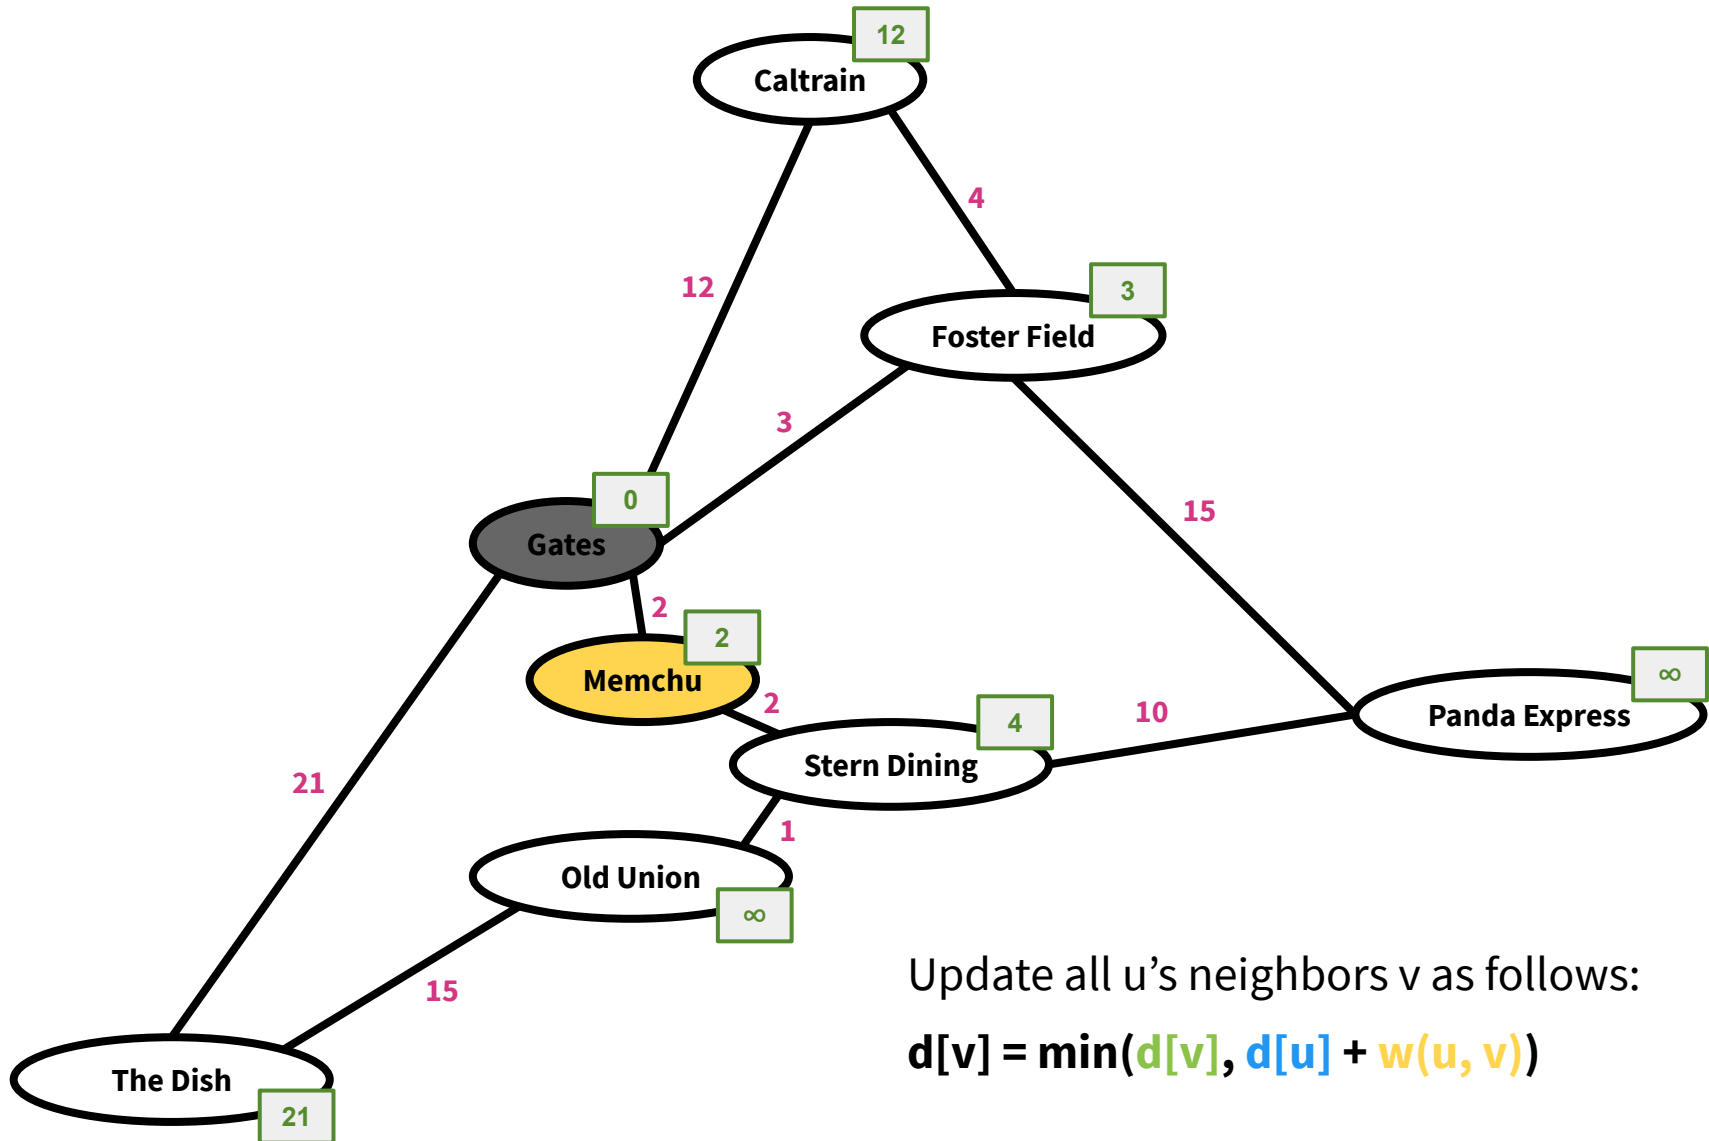 12
Caltrain
4
12
3
Foster Field
3
15
0
Gates
2
2
Memchu
2
4
10
∞
Panda Express
Stern Dining
21
1
Old Union
∞
15
The Dish
21
Update all u’s neighbors v as follows:
d[v] = min(d[v], d[u] + w(u, v))